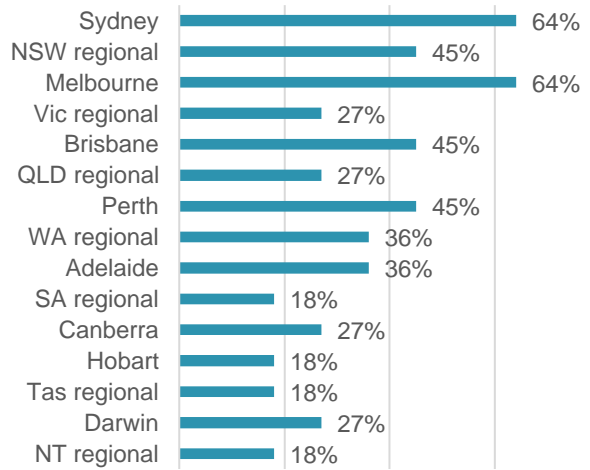 Sydney 64%
NSW regional 45%
Melbourne 64%
Vic regional 27%
Brisbane 45%
QLD regional 27%
Perth 45%
WA regional 36%
Adelaide 36%
SA regional 18%
Canberra 27%
Hobart 18%
Tas regional 18%
Darwin 27%
NT regional 18%